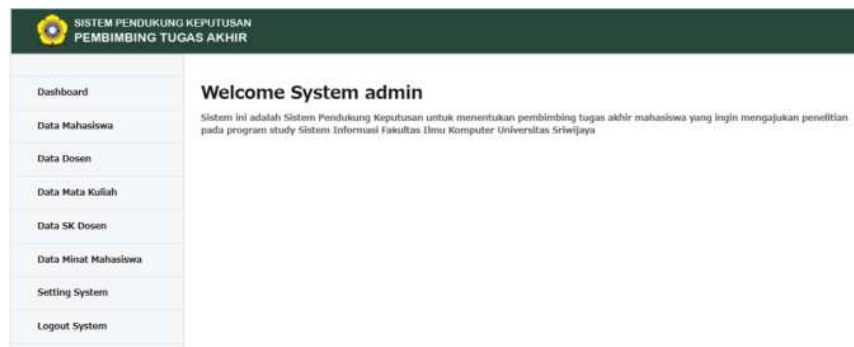 SISTEM PENDUKUNG KEPUTUSAN
PEMBIMBING TUGAS AKHIR
Dashboard
Data Mahasiswa
Data Dosen
Data Mata Kuliah
Data SK Dosen
Data Minat Mahasiswa
Setting System
Logout System
Welcome System admin
Sistem ini adalah Sistem Pendukung Keputusan untuk menentukan pembimbing tugas akhir mahasiswa yang ingin mengajukan penelitian
pada program study Sistem Informasi Fakultas Ilmu Komputer Universitas Sriwijaya